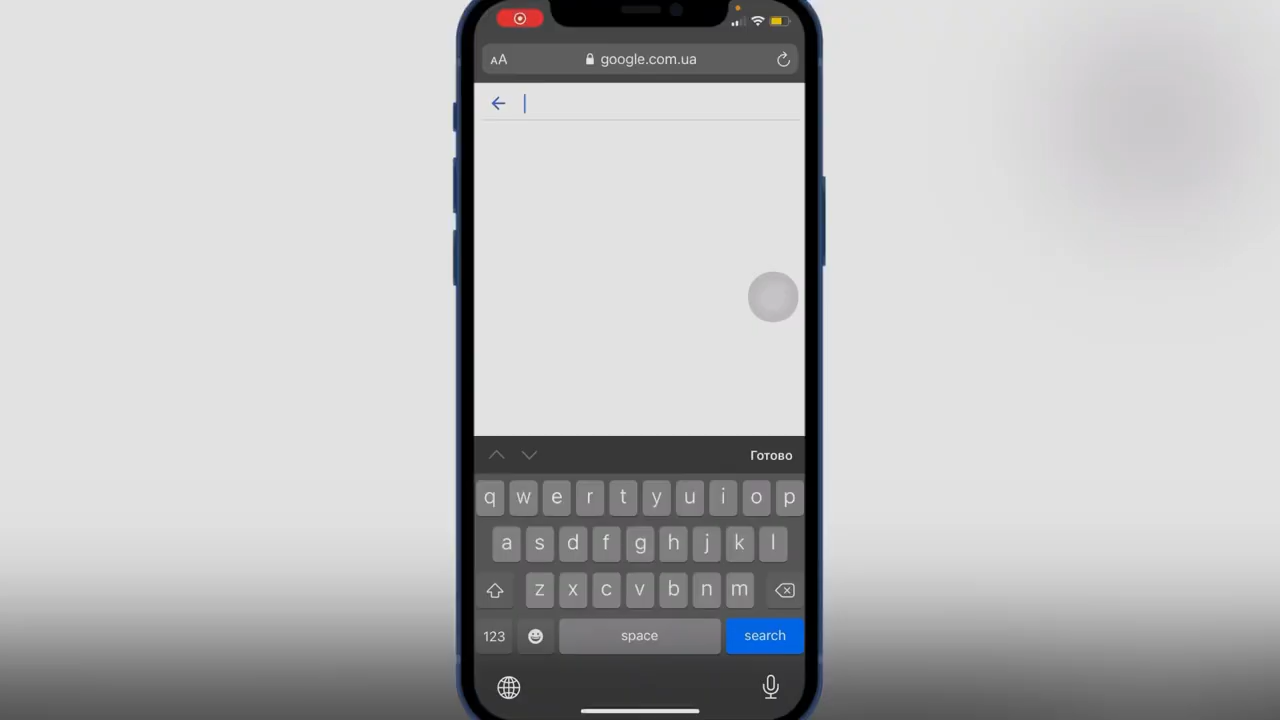 AA google.com.ua
Готово
q w e r t y u i o p
a s d f g h j k l
z x c v b n m
123 space search